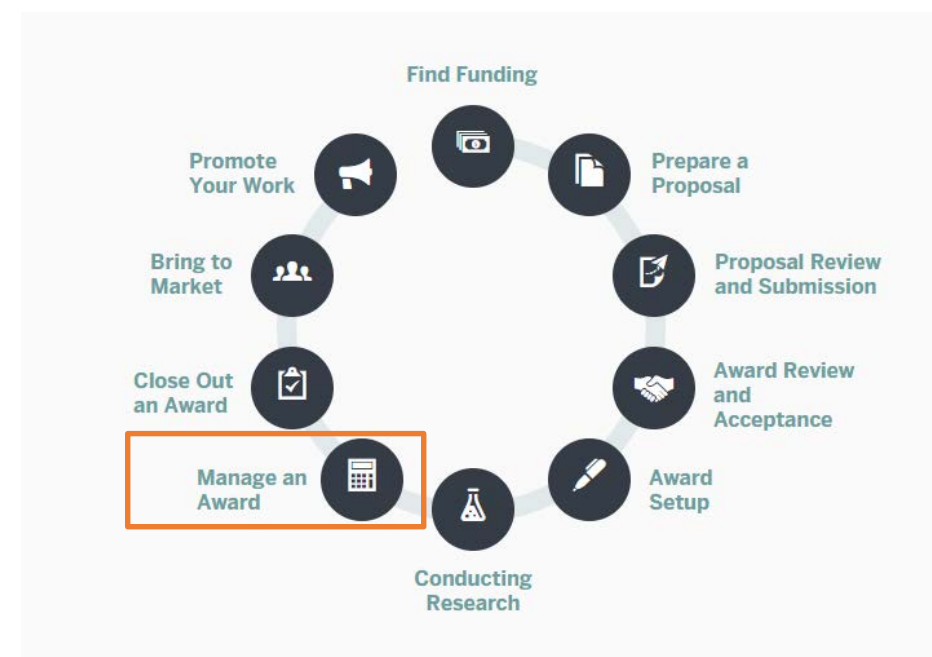 Find Funding
Prepare a
Proposal
Proposal Review
and Submission
Award Review
and
Acceptance
Award
Setup
Conducting
Research
Manage an
Award
Close Out
an Award
Bring to
Market
Promote
Your Work